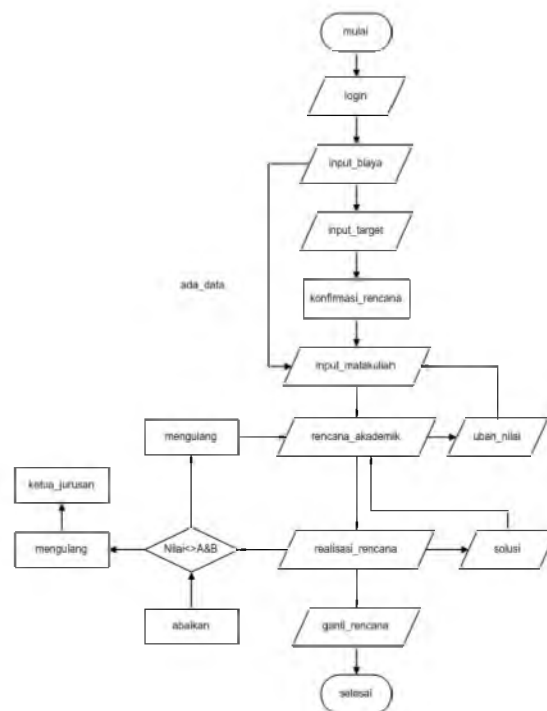 mulai
login
input_biaya
input_target
ada_data
konfirmasi_rencana
input_matakuliah
mengulang
rencana_akademik
ubah_nilai
ketua_jurusan
mengulang
Nilai<>A&B
realisasi_rencana
solusi
abaikan
ganti_rencana
selesai